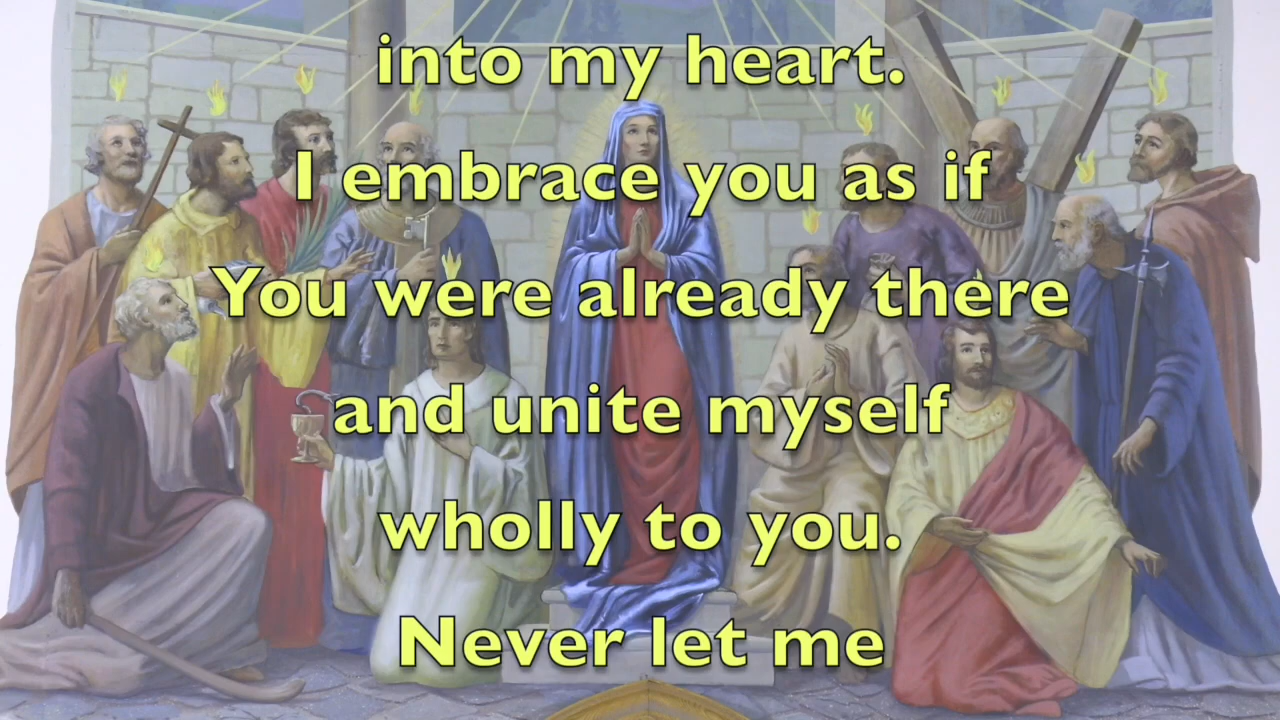 into my heart.
I embrace you as if
You were already there
and unite myself
wholly to you.
Never let me